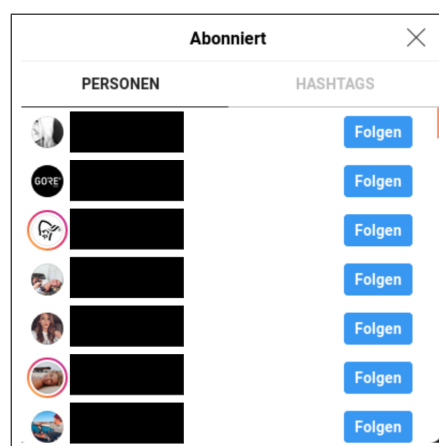 Abonniert
PERSONEN HASHTAGS
Folgen
GORE Folgen
Folgen
Folgen
Folgen
Folgen
Folgen